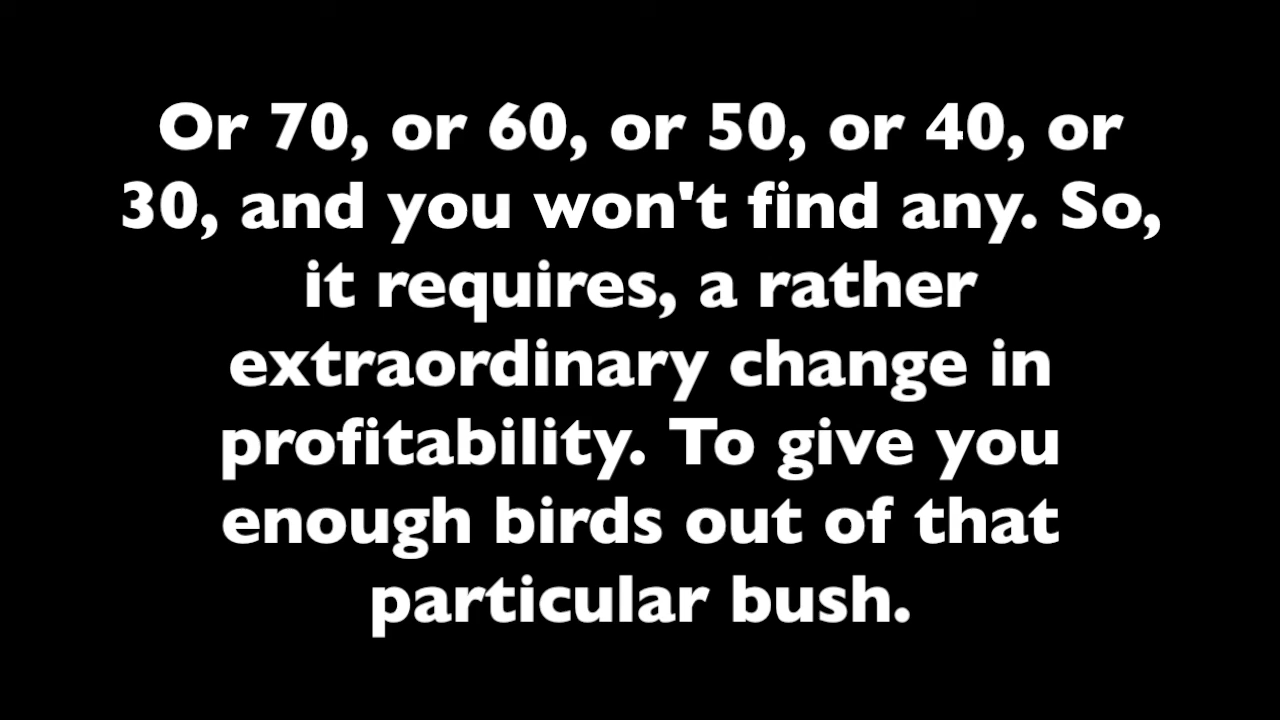 Or 70, or 60, or 50, or 40, or
30, and you won't find any. So,
it requires, a rather
extraordinary change in
profitability. To give you
enough birds out of that
particular bush.